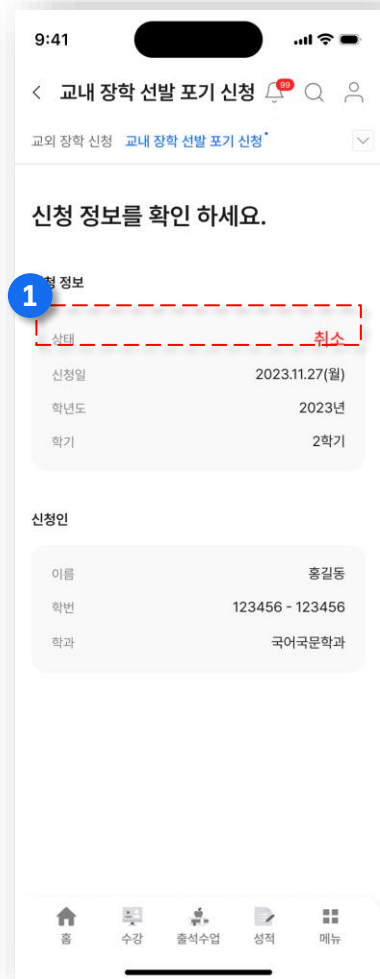 9:41
교내 장학 선발 포기 신청 99
교외 장학 신청 교내 장학 선발 포기 신청
신청 정보를 확인 하세요.
1 청 정보
상태 취소
신청일 2023.11.27(월)
학년도 2023년
학기 2학기
신청인
이름 홍길동
학번 123456 - 123456
학과 국어국문학과
홈 수강 출석수업 성적 메뉴